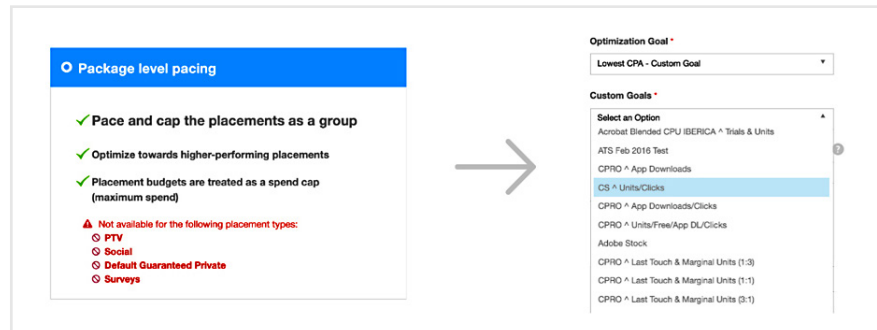 Package level pacing
Pace and cap the placements as a group
Optimize towards higher-performing placements
Placement budgets are treated as a spend cap
(maximum spend)
Not available for the following placement types:
PTV
Social
Default Guaranteed Private
Surveys
Optimization Goal *
Lowest CPA - Custom Goal
Custom Goals *
Select an Option
Acrobat Blended CPU IBERICA ^ Trials & Units
ATS Feb 2016 Test
CPRO ^ App Downloads
CS ^ Units/Clicks
CPRO ^ App Downloads/Clicks
CPRO ^ Units/Free/App DL/Clicks
Adobe Stock
CPRO ^ Last Touch & Marginal Units (1:3)
CPRO ^ Last Touch & Marginal Units (1:1)
CPRO ^ Last Touch & Marginal Units (3:1)